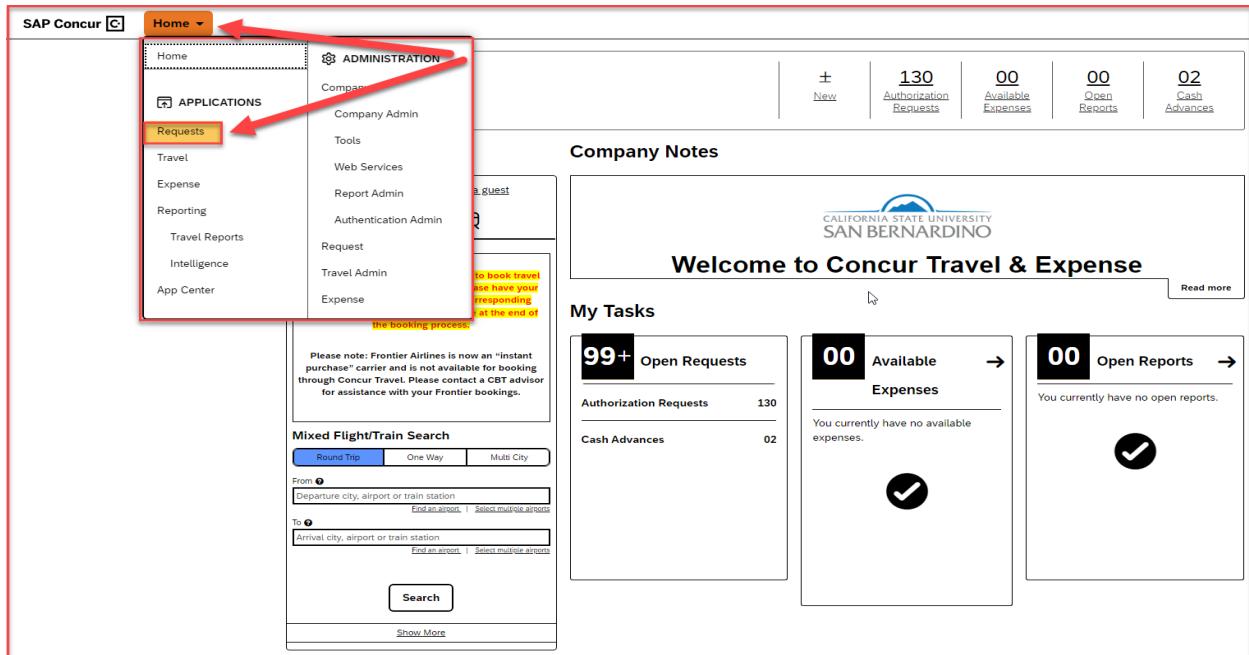 SAP Concur C
Home
Home
APPLICATIONS
Requests
Travel
Expense
Reporting
Travel Reports
Intelligence
App Center
ADMINISTRATION
Company
Company Admin
Tools
Web Services
Report Admin
Authentication Admin
Request
Travel Admin
Expense
+
New
130
Authorization
Requests
00
Available
Expenses
00
Open
Reports
02
Cash
Advances
a guest
to book travel
ase have your
rresponding
at the end of
the booking process.
Please note: Frontier Airlines is now an “instant
purchase” carrier and is not available for booking
through Concur Travel. Please contact a CBT advisor
for assistance with your Frontier bookings.
Mixed Flight/Train Search
Round Trip One Way Multi City
From
Departure city, airport or train station
Find an airport | Select multiple airports
To
Arrival city, airport or train station
Find an airport | Select multiple airports
Search
Show More
Company Notes
CALIFORNIA STATE UNIVERSITY
SAN BERNARDINO
Welcome to Concur Travel & Expense
Read more
My Tasks
99+ Open Requests
Authorization Requests 130
Cash Advances 02
00 Available
Expenses
You currently have no available
expenses.
00 Open Reports
You currently have no open reports.